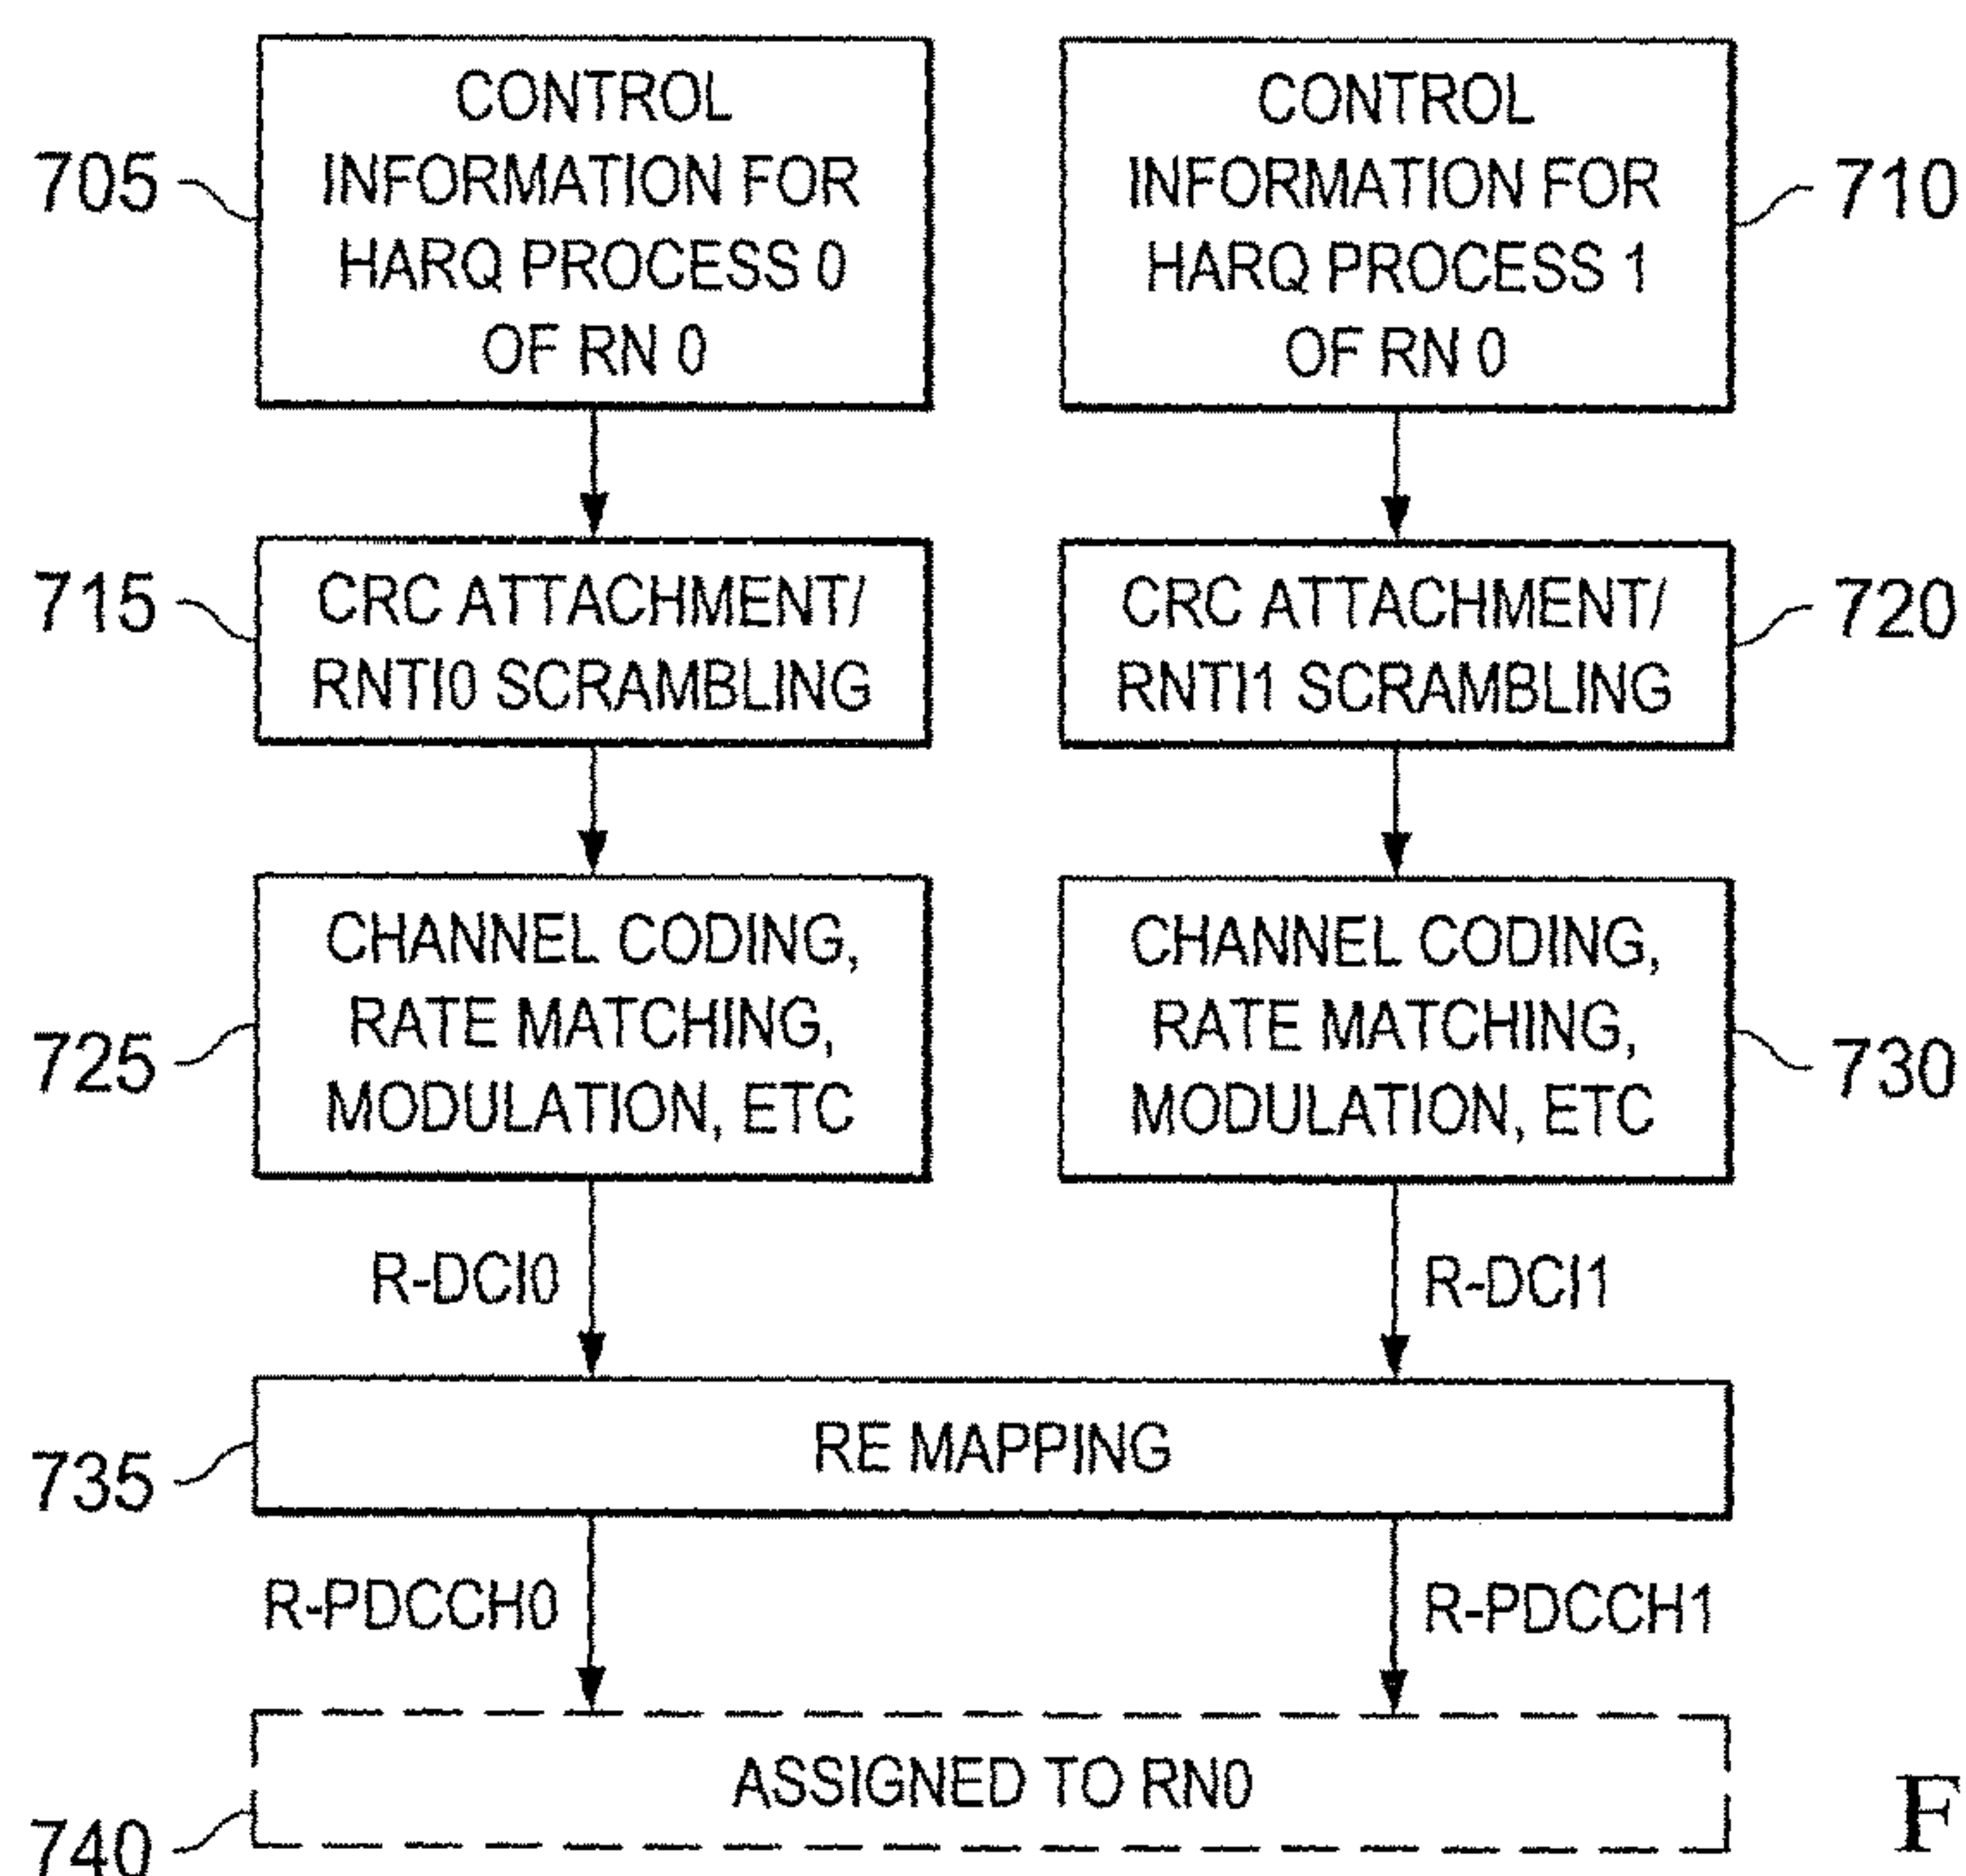 CONTROL
INFORMATION FOR
HARQ PROCESS 0
OF RN 0
705
CONTROL
INFORMATION FOR
HARQ PROCESS 1
OF RN 0
710
715
CRC ATTACHMENT/
RNTI0 SCRAMBLING
CRC ATTACHMENT/
RNTI1 SCRAMBLING
720
725
CHANNEL CODING,
RATE MATCHING,
MODULATION, ETC
CHANNEL CODING,
RATE MATCHING,
MODULATION, ETC
730
R-DCI0
R-DCI1
735
RE MAPPING
R-PDCCH0
R-PDCCH1
740
ASSIGNED TO RN0
F